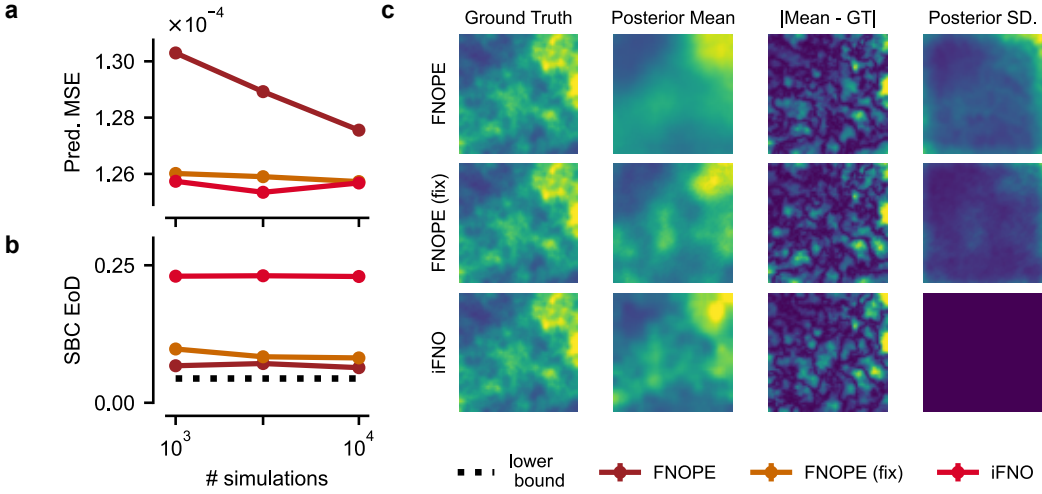 a
×10⁻⁴
1.30
1.28
1.26
Pred. MSE
b
0.25
0.00
SBC EoD
10³
10⁴
# simulations
c
Ground Truth
Posterior Mean
|Mean - GT|
Posterior SD.
FNOPE
FNOPE (fix)
iFNO
lower
bound
FNOPE
FNOPE (fix)
iFNO